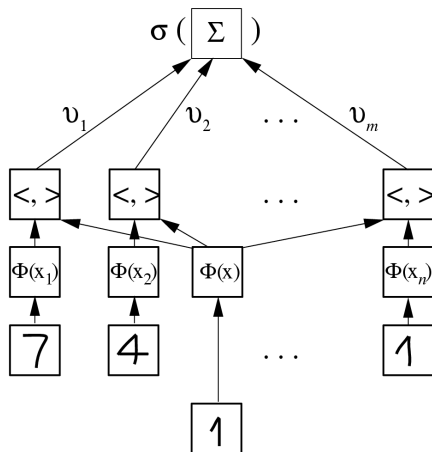 σ ( Σ )
υ1 υ2 . . . υm
<, > <, > . . . <, >
Φ(x1) Φ(x2) Φ(x) Φ(xn)
7 4 . . . 1
1